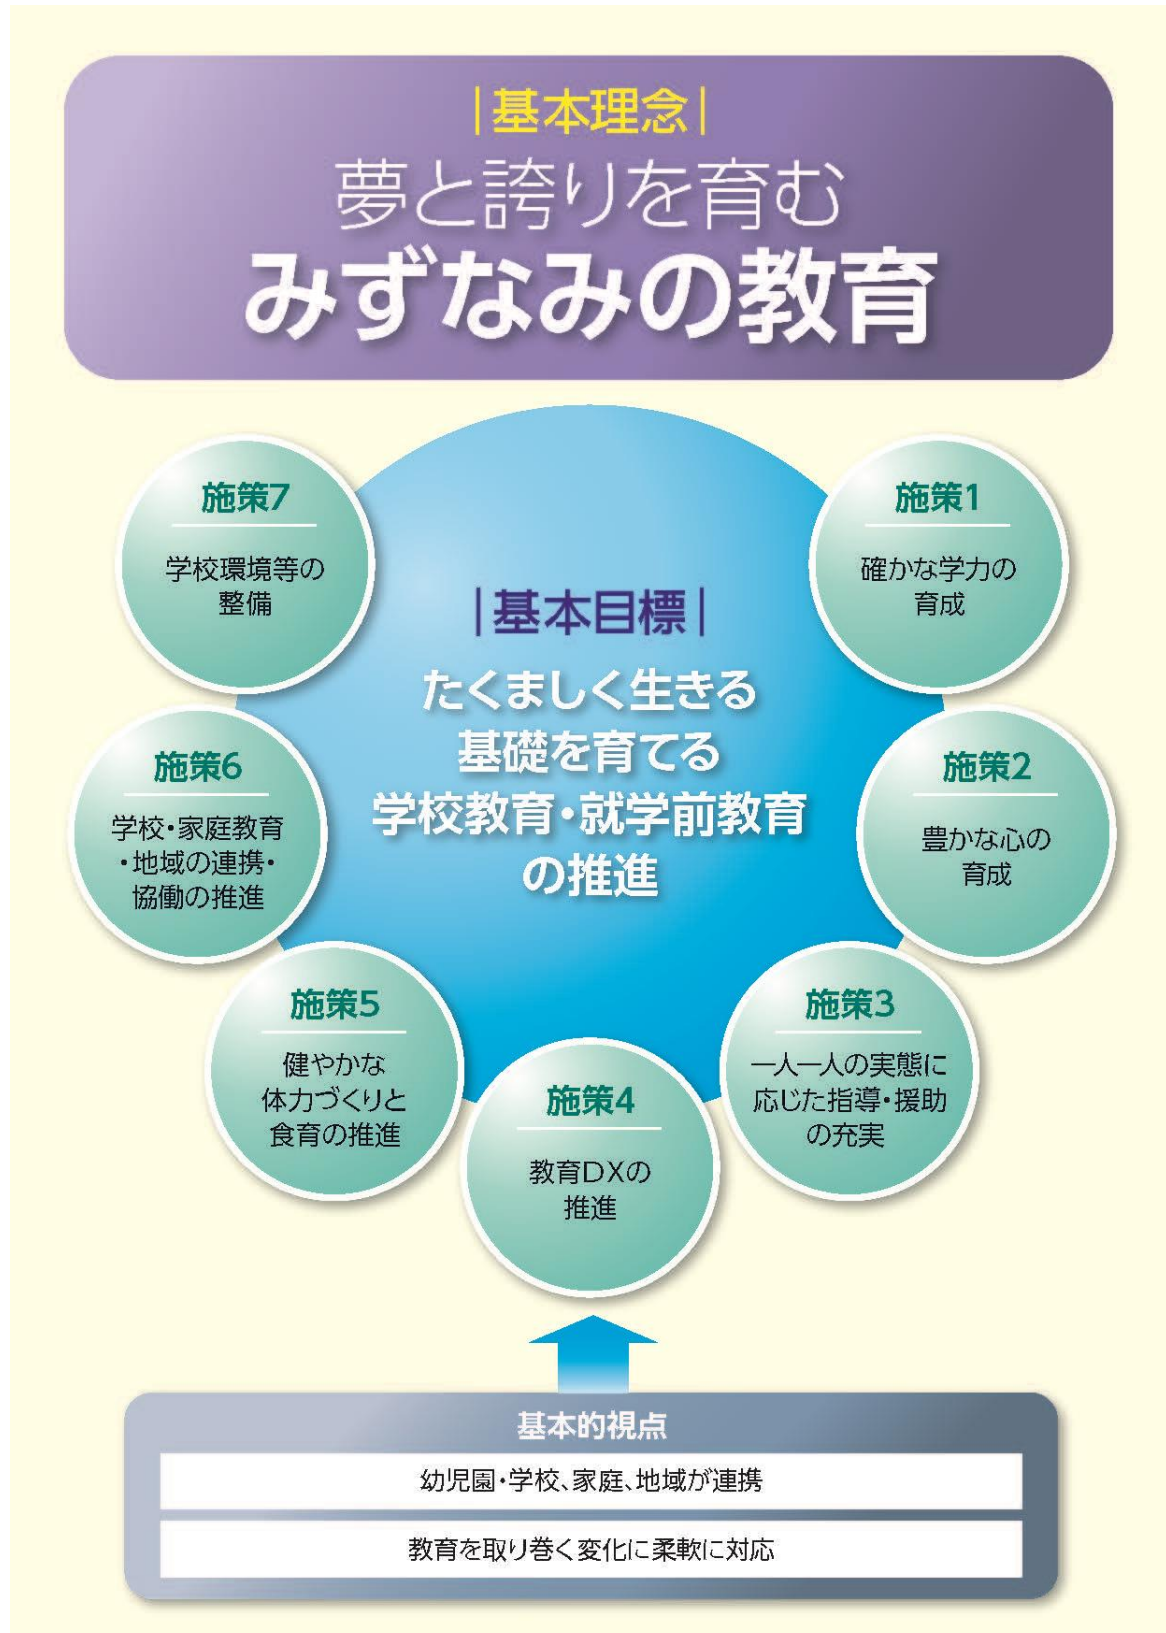 |基本理念|
夢と誇りを育む
みずなみの教育
|基本目標|
たくましく生きる
基礎を育てる
学校教育・就学前教育
の推進
施策1
確かな学力の
育成
施策2
豊かな心の
育成
施策3
一人一人の実態に
応じた指導・援助
の充実
施策4
教育DXの
推進
施策5
健やかな
体力づくりと
食育の推進
施策6
学校・家庭教育
・地域の連携・
協働の推進
施策7
学校環境等の
整備
基本的視点
幼児園・学校、家庭、地域が連携
教育を取り巻く変化に柔軟に対応